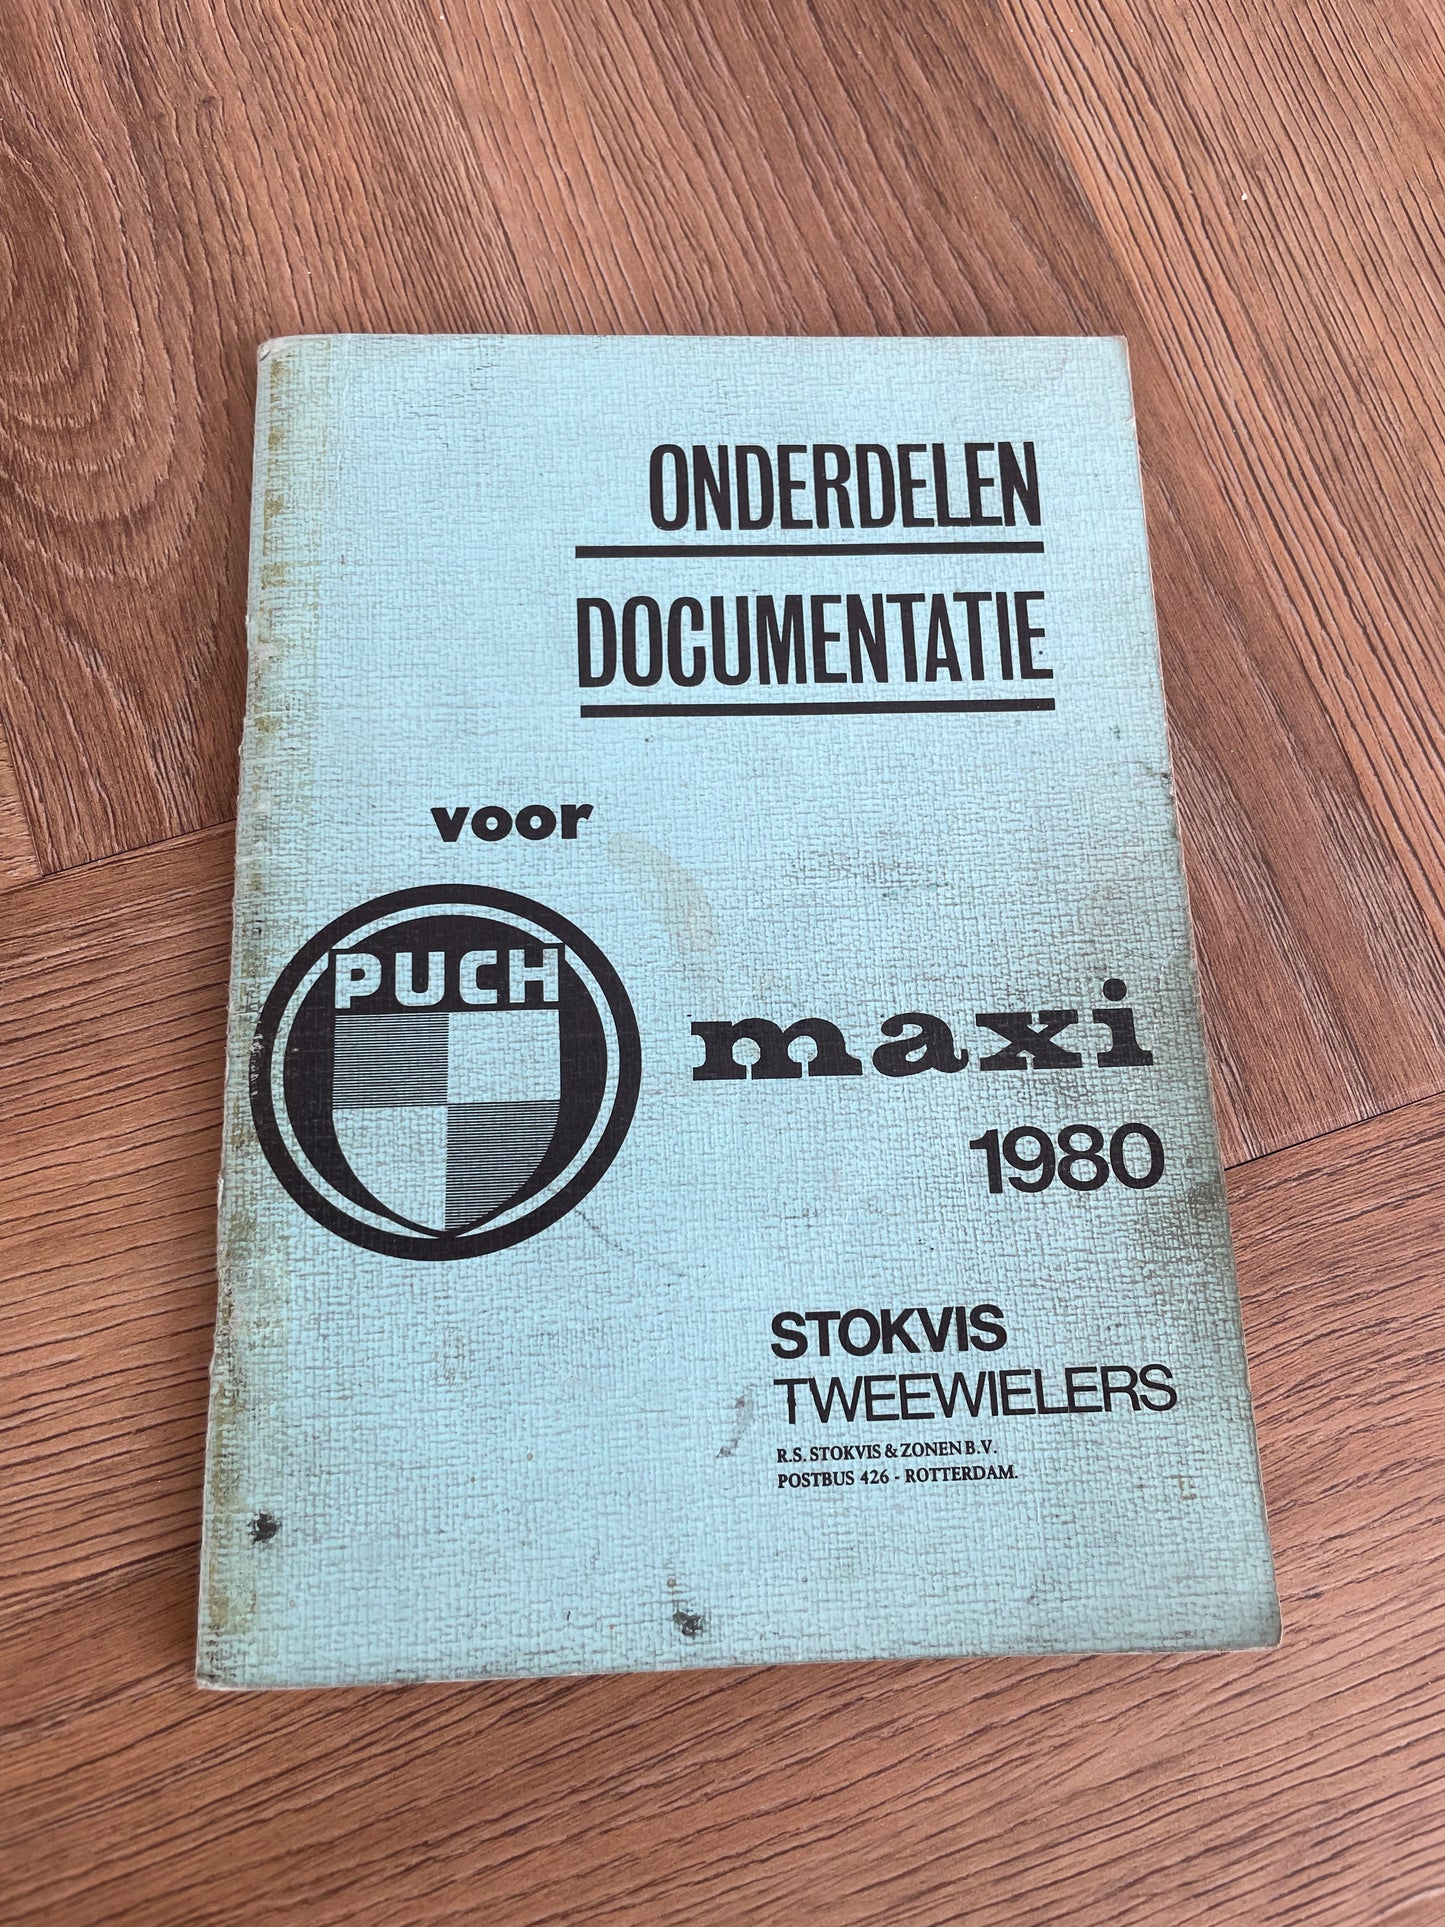 ONDERDELEN
DOCUMENTATIE
voor
PUCH
maxi
1980
STOKVIS
TWEEWIELERS
R.S. STOKVIS & ZONEN B.V.
POSTBUS 426 - ROTTERDAM.